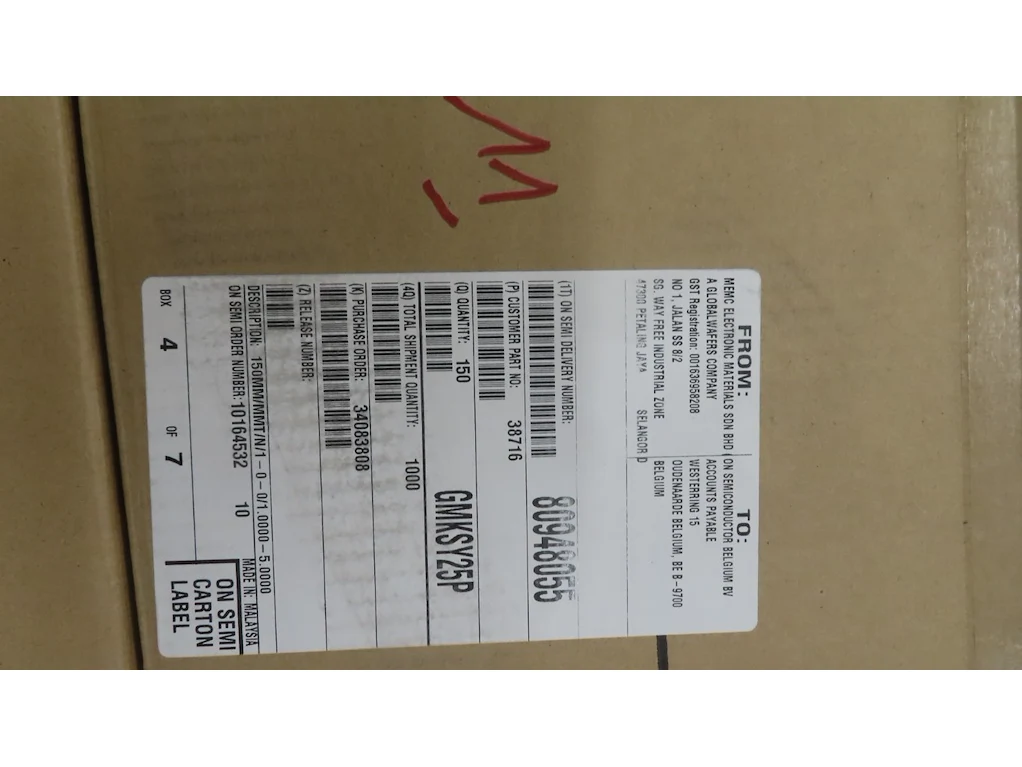 11
FROM:
MEMC ELECTRONIC MATERIALS SDN BHD
A GLOBALWAFERS COMPANY
GST Registration: 001636958208
NO 1, JALAN SS 8/2
SG. WAY FREE INDUSTRIAL ZONE
47300 PETALING JAYA SELANGOR D
TO:
ON SEMICONDUCTOR BELGIUM BV
ACCOUNTS PAYABLE
WESTERRING 15
OUDENAARDE BELGIUM, BE B-9700
BELGIUM
(1T) ON SEMI DELIVERY NUMBER:
80948055
(P) CUSTOMER PART NO: 38716
(Q) QUANTITY: 150 GMKSY25P
(4Q) TOTAL SHIPMENT QUANTITY: 1000
(K) PURCHASE ORDER: 34083808
(Z) RELEASE NUMBER:
DESCRIPTION: 150MM/MMT/N/1-0-0/1.0000-5.0000
ON SEMI ORDER NUMBER: 10164532 10 MADE IN: MALAYSIA
BOX 4 OF 7
ON SEMI
CARTON
LABEL